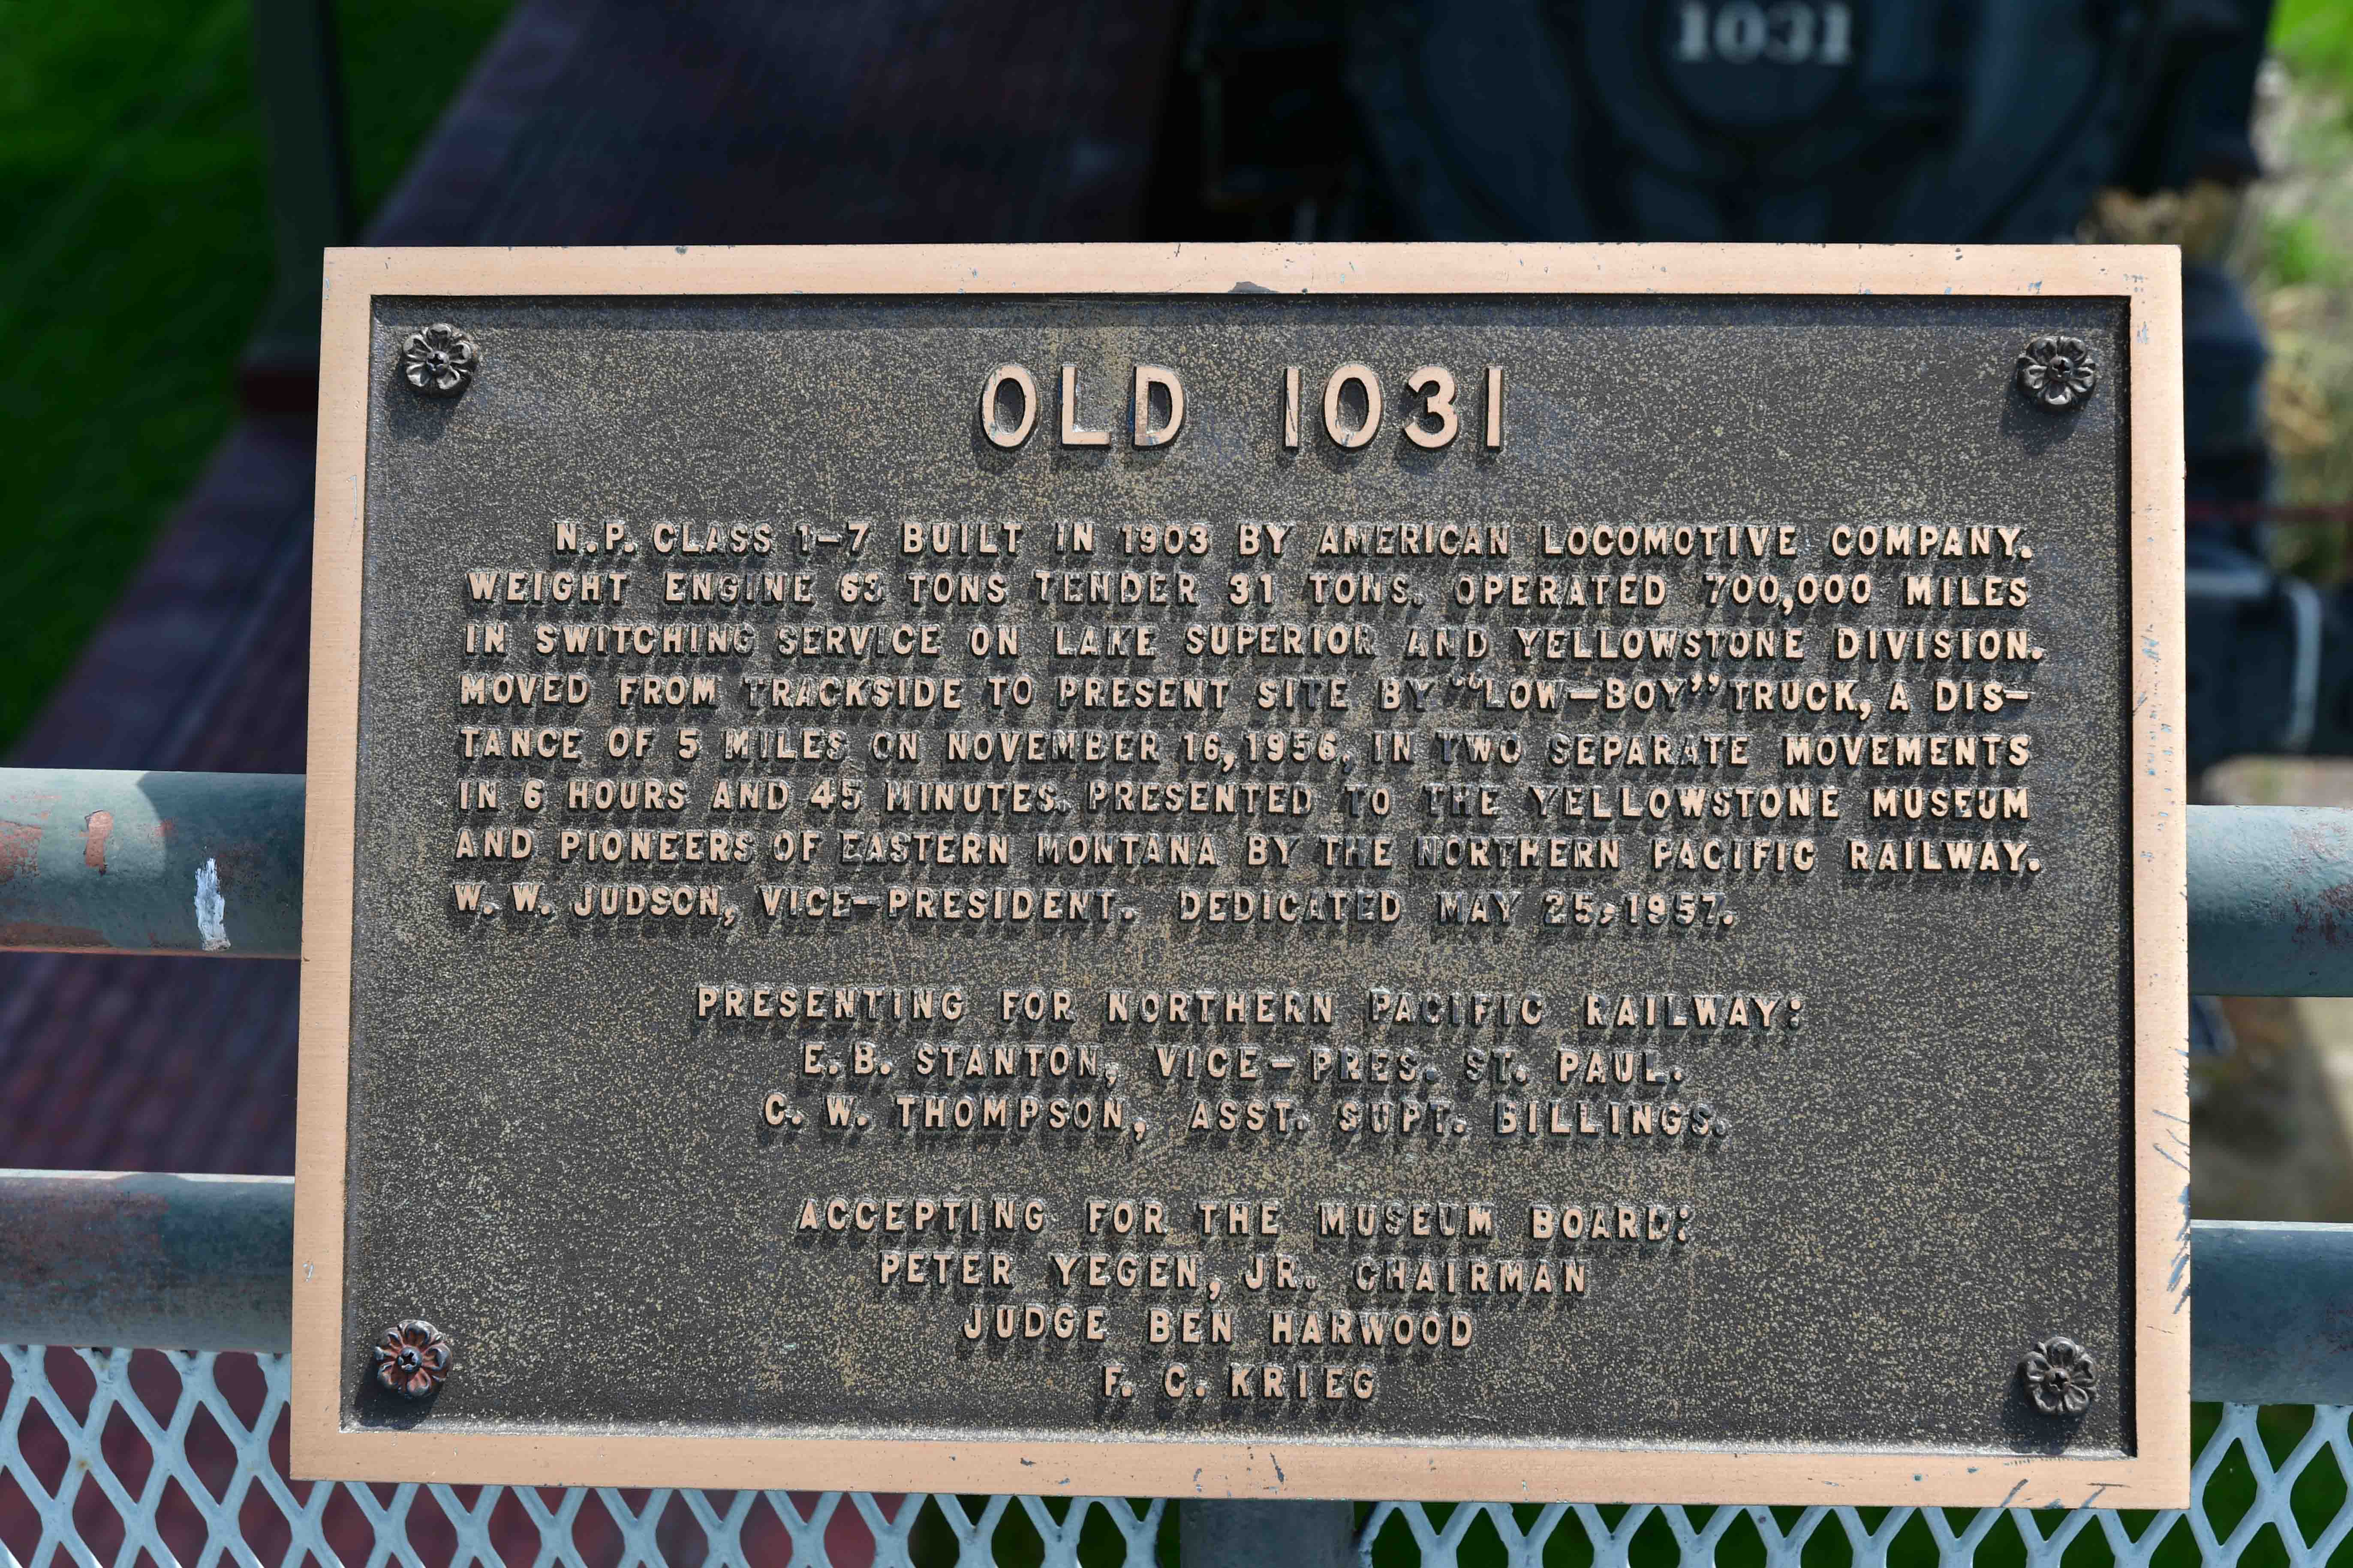 1031
OLD 1031
N.P. CLASS 1-7 BUILT IN 1903 BY AMERICAN LOCOMOTIVE COMPANY.
WEIGHT ENGINE 63 TONS TENDER 31 TONS. OPERATED 700,000 MILES
IN SWITCHING SERVICE ON LAKE SUPERIOR AND YELLOWSTONE DIVISION.
MOVED FROM TRACKSIDE TO PRESENT SITE BY "LOW-BOY" TRUCK, A DIS-
TANCE OF 5 MILES ON NOVEMBER 16, 1956, IN TWO SEPARATE MOVEMENTS
IN 6 HOURS AND 45 MINUTES. PRESENTED TO THE YELLOWSTONE MUSEUM
AND PIONEERS OF EASTERN MONTANA BY THE NORTHERN PACIFIC RAILWAY.
W. W. JUDSON, VICE-PRESIDENT. DEDICATED MAY 25, 1957.
PRESENTING FOR NORTHERN PACIFIC RAILWAY:
E. B. STANTON, VICE-PRES. ST. PAUL.
C. W. THOMPSON, ASST. SUPT. BILLINGS.
ACCEPTING FOR THE MUSEUM BOARD:
PETER YEGEN, JR. CHAIRMAN
JUDGE BEN HARWOOD
F. C. KRIEG